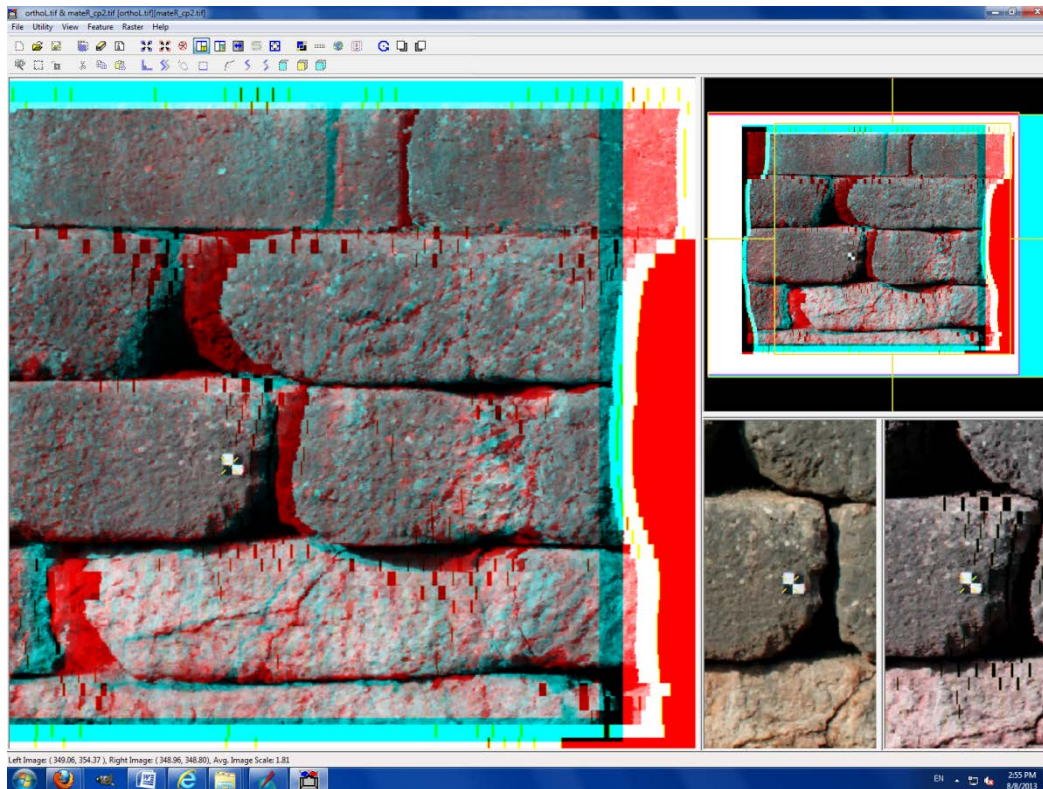 orthoL.tif & mateR_cp2.tif [orthoL.tif][mateR_cp2.tif]
File Utility View Feature Raster Help
Left Image: ( 349.06, 354.37 ), Right Image: ( 348.96, 348.80), Avg. Image Scale: 1.81
EN
2:55 PM
8/8/2013